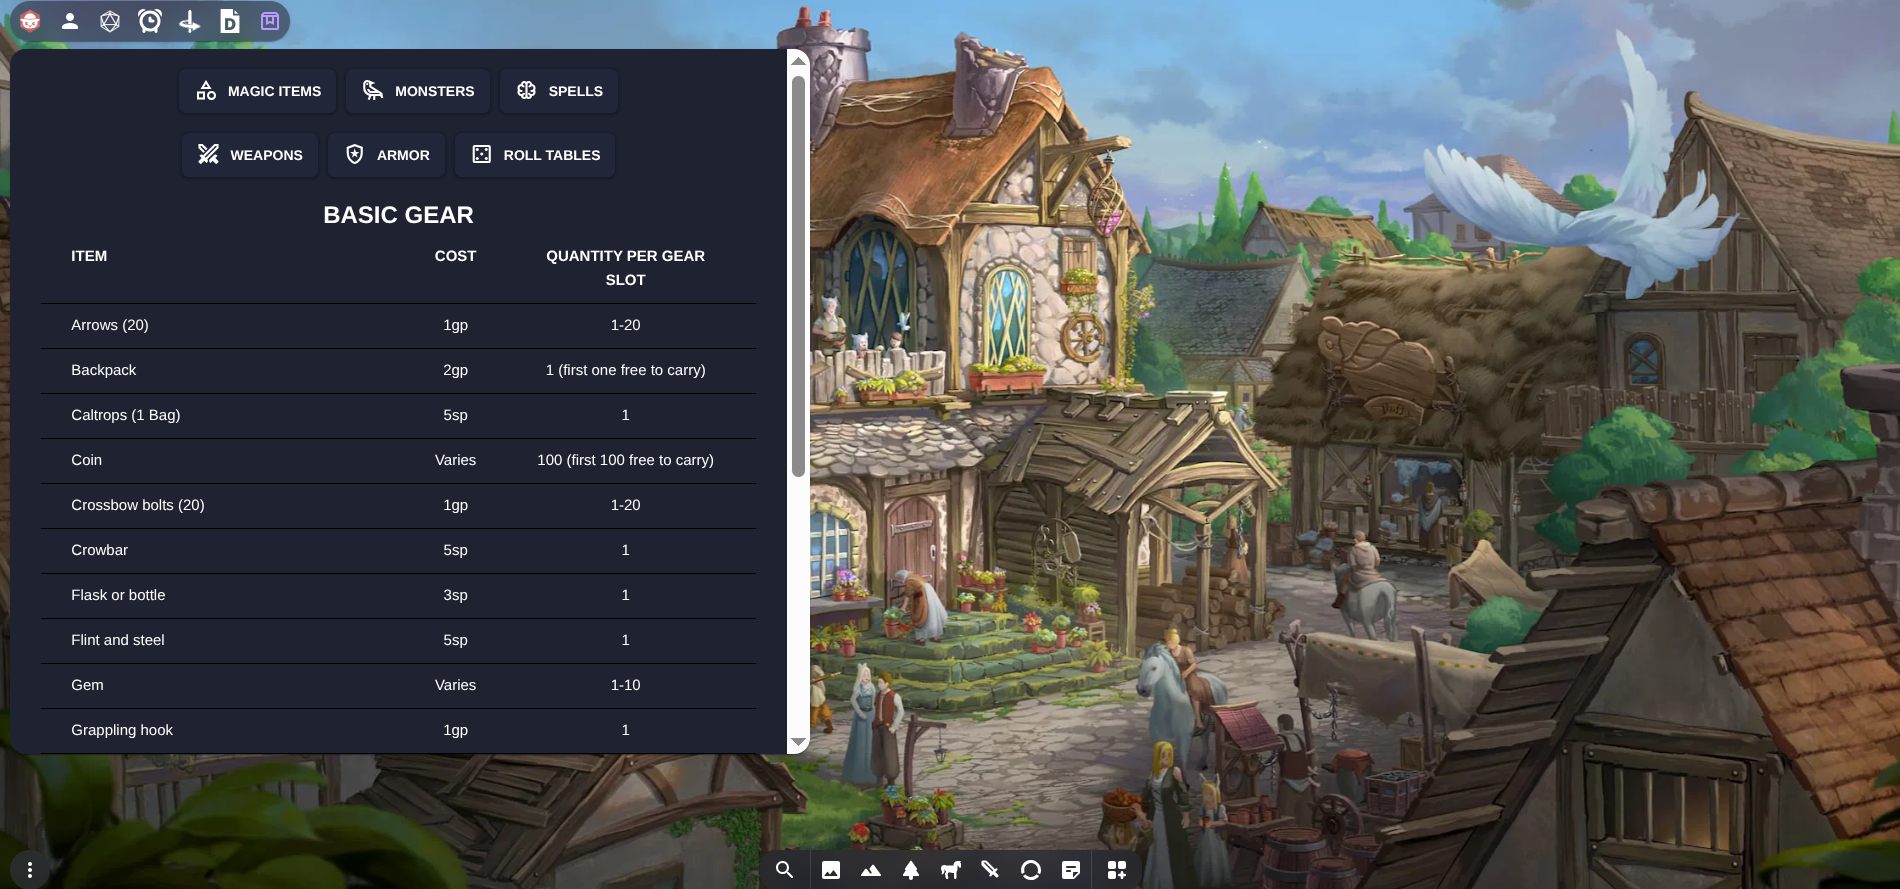 D
MAGIC ITEMS MONSTERS SPELLS
WEAPONS ARMOR ROLL TABLES
BASIC GEAR
ITEM COST QUANTITY PER GEAR
SLOT
Arrows (20) 1gp 1-20
Backpack 2gp 1 (first one free to carry)
Caltrops (1 Bag) 5sp 1
Coin Varies 100 (first 100 free to carry)
Crossbow bolts (20) 1gp 1-20
Crowbar 5sp 1
Flask or bottle 3sp 1
Flint and steel 5sp 1
Gem Varies 1-10
Grappling hook 1gp 1